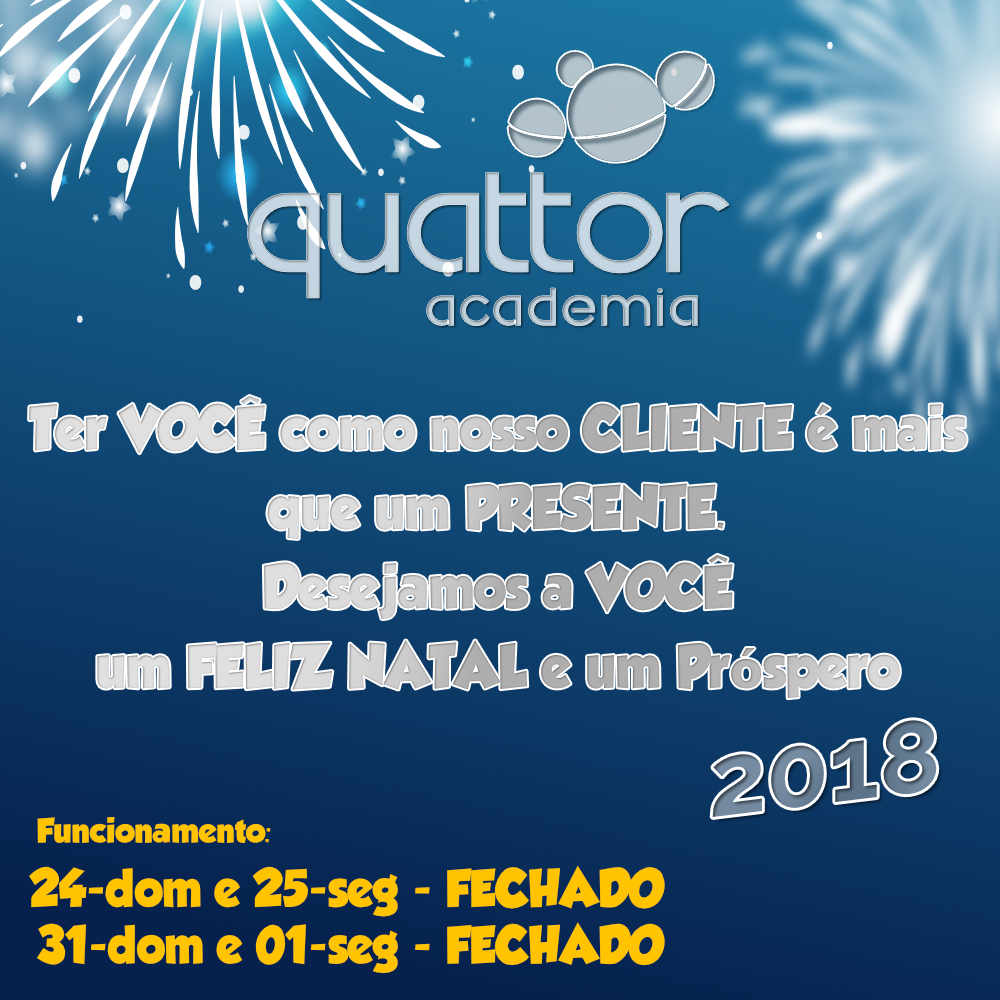 quattor
academia
Ter VOCÊ como nosso CLIENTE é mais
que um PRESENTE.
Desejamos a VOCÊ
um FELIZ NATAL e um Próspero
2018
Funcionamento:
24-dom e 25-seg - FECHADO
31-dom e 01-seg - FECHADO